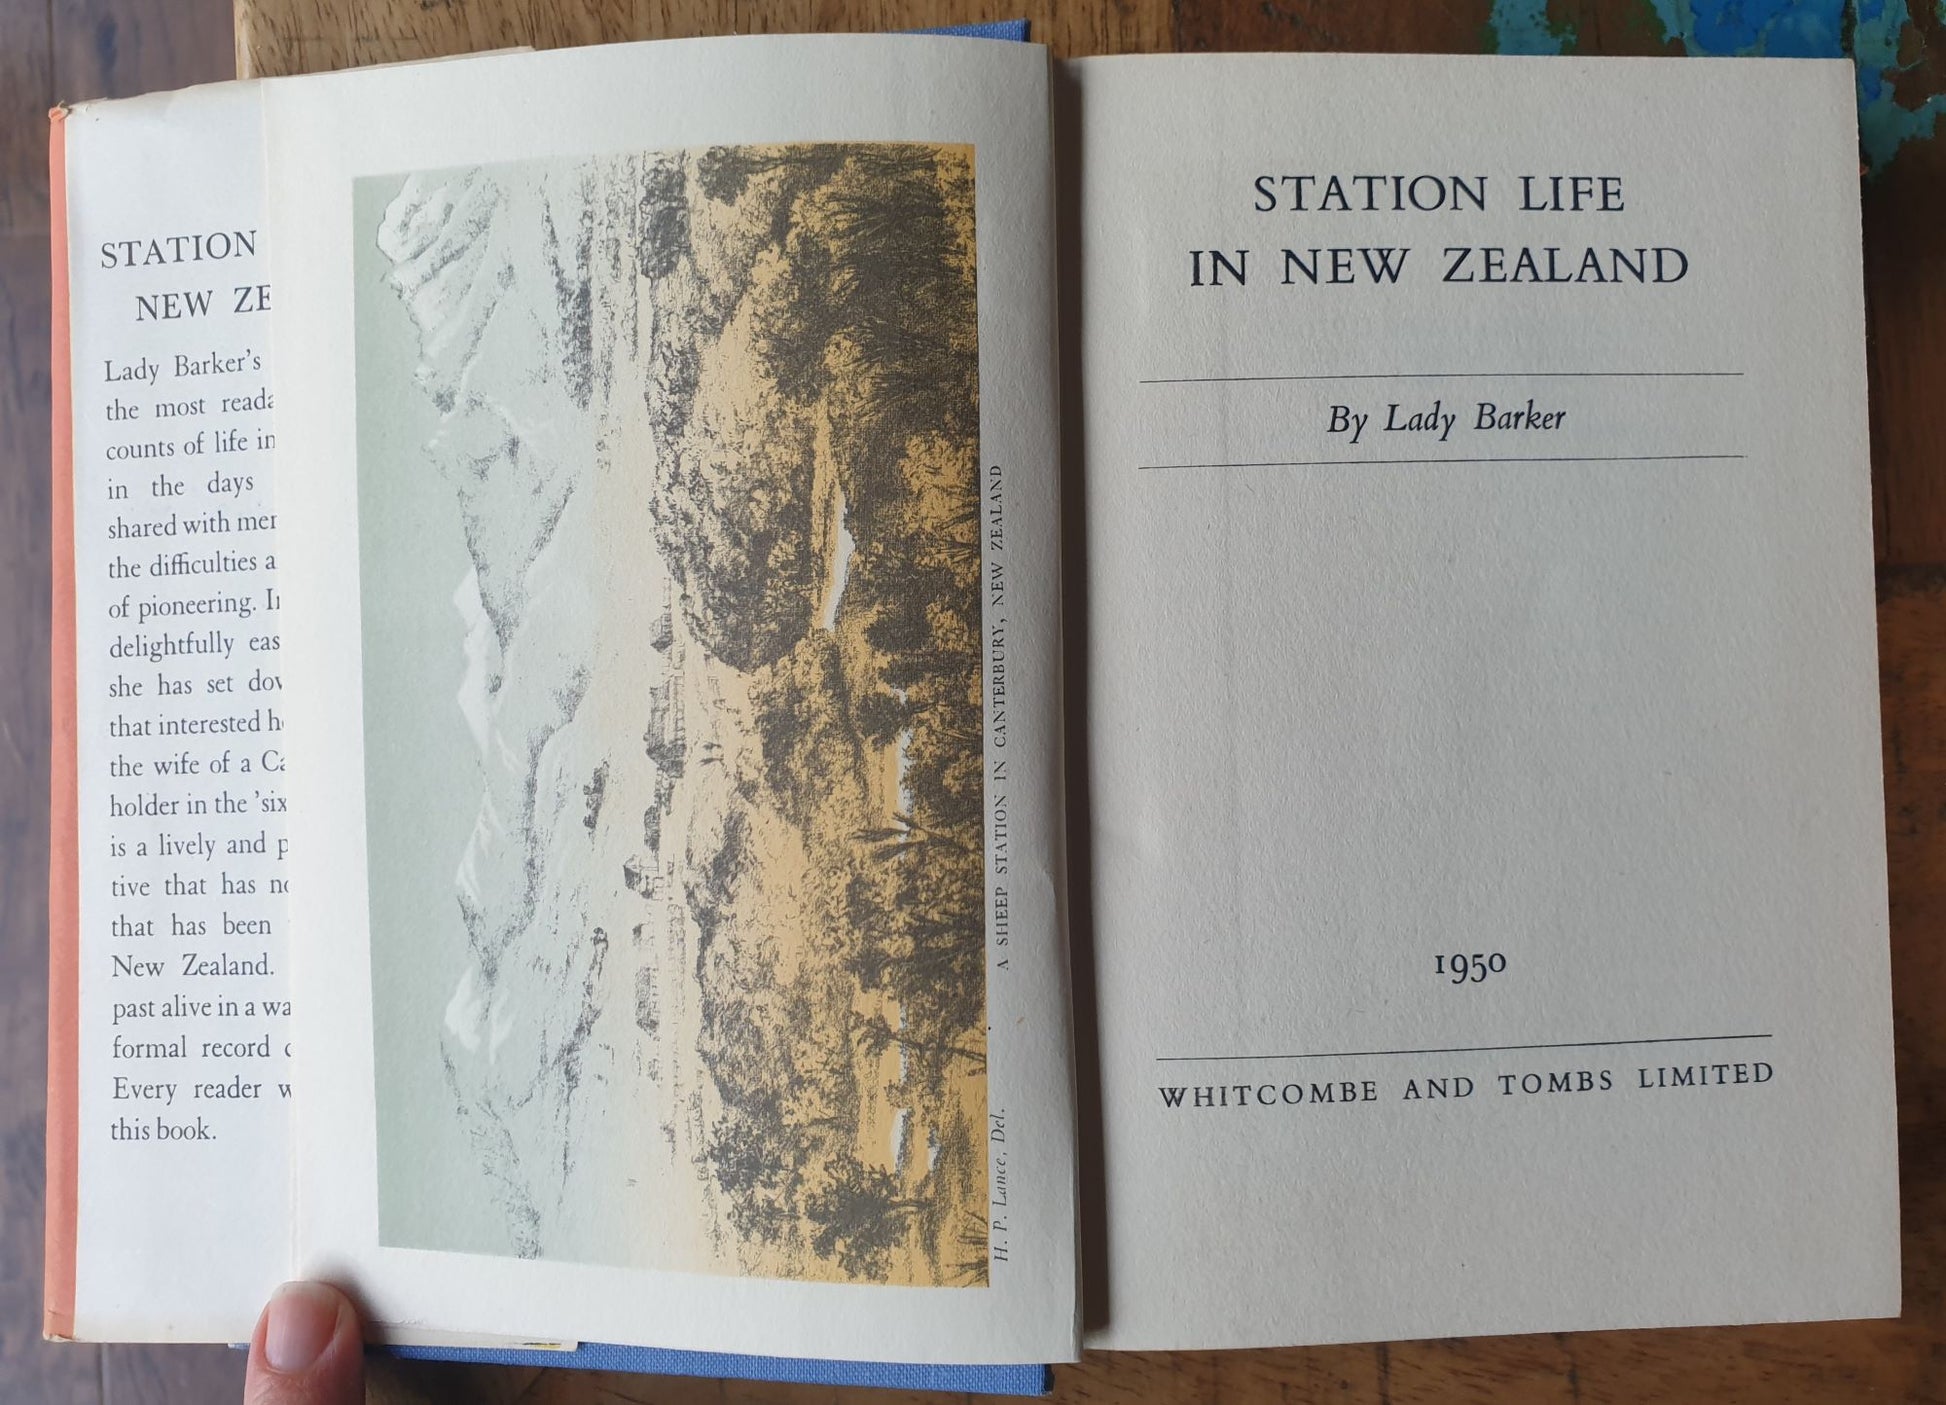 STATION
NEW ZE
Lady Barker's
the most reada
counts of life in
in the days
shared with mer
the difficulties a
of pioneering. I
delightfully eas
she has set dov
that interested h
the wife of a Ca
holder in the 'six
is a lively and p
tive that has no
that has been
New Zealand.
past alive in a wa
formal record o
Every reader w
this book.
H. P. Lance, Del.
A SHEEP STATION IN CANTERBURY, NEW ZEALAND
STATION LIFE
IN NEW ZEALAND
By Lady Barker
1950
WHITCOMBE AND TOMBS LIMITED